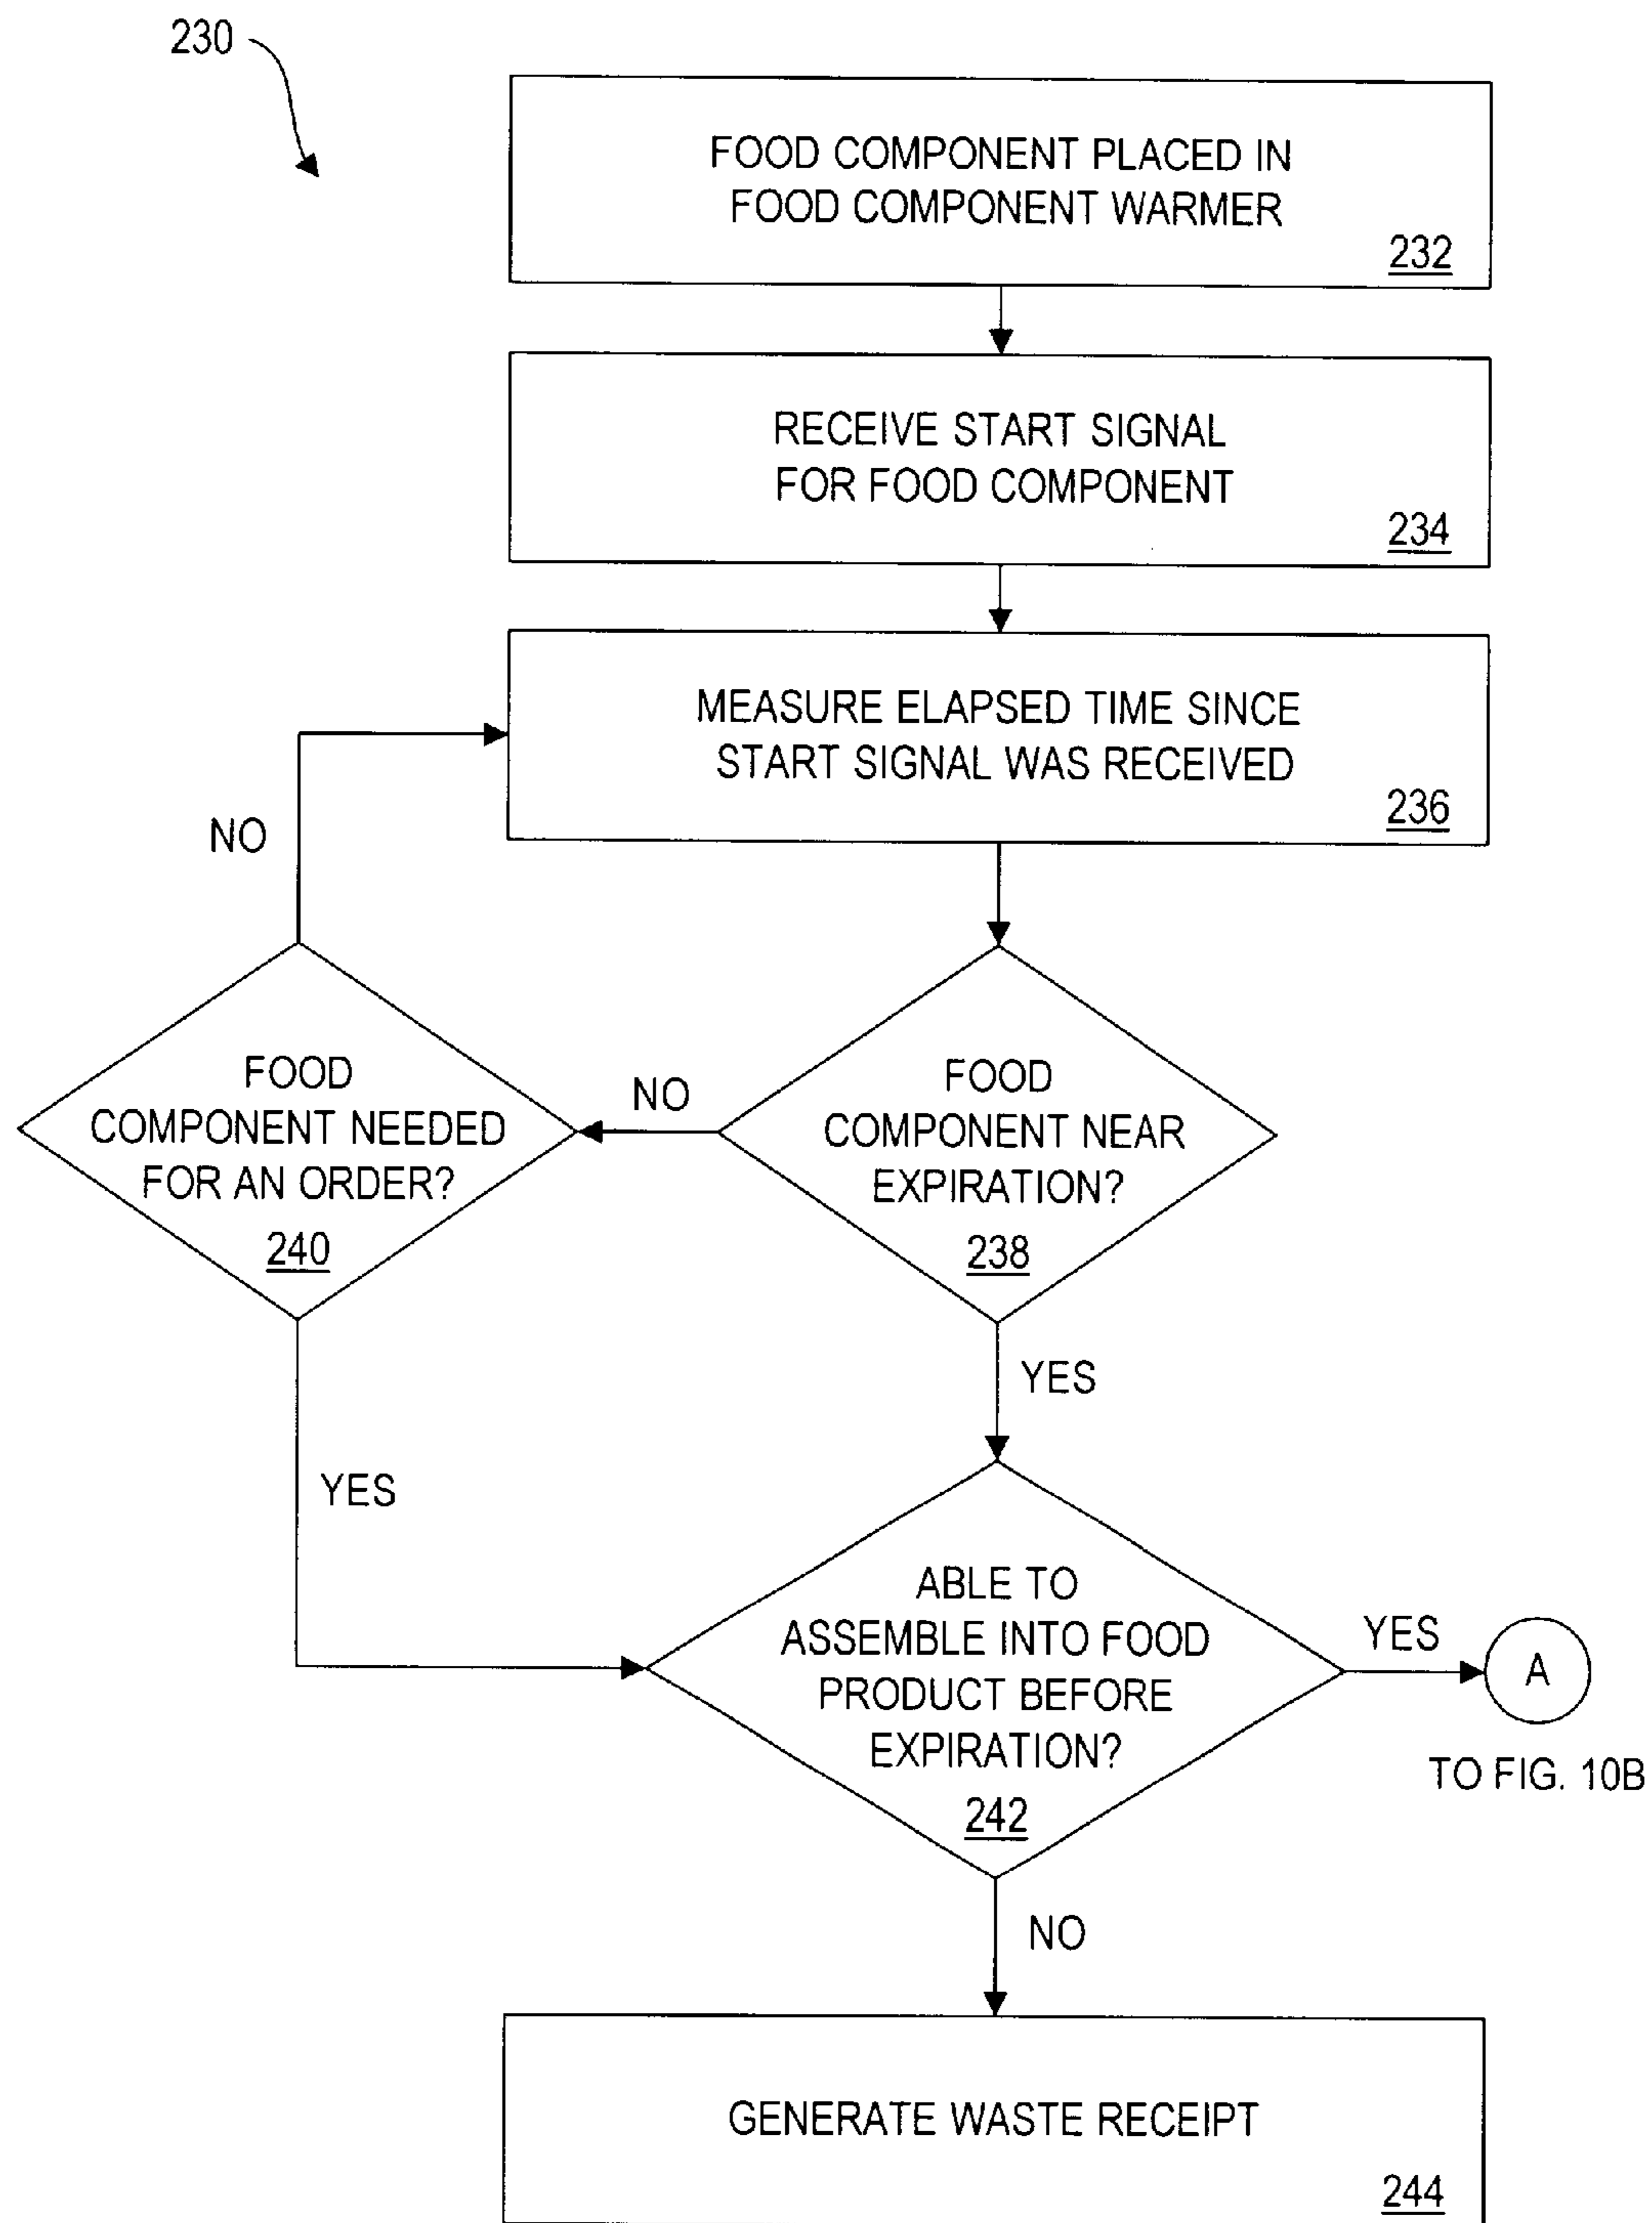 230
FOOD COMPONENT PLACED IN
FOOD COMPONENT WARMER
232
RECEIVE START SIGNAL
FOR FOOD COMPONENT
234
MEASURE ELAPSED TIME SINCE
START SIGNAL WAS RECEIVED
236
NO
FOOD
COMPONENT NEEDED
FOR AN ORDER?
240
NO
FOOD
COMPONENT NEAR
EXPIRATION?
238
YES
YES
ABLE TO
ASSEMBLE INTO FOOD
PRODUCT BEFORE
EXPIRATION?
242
YES
A
TO FIG. 10B
NO
GENERATE WASTE RECEIPT
244